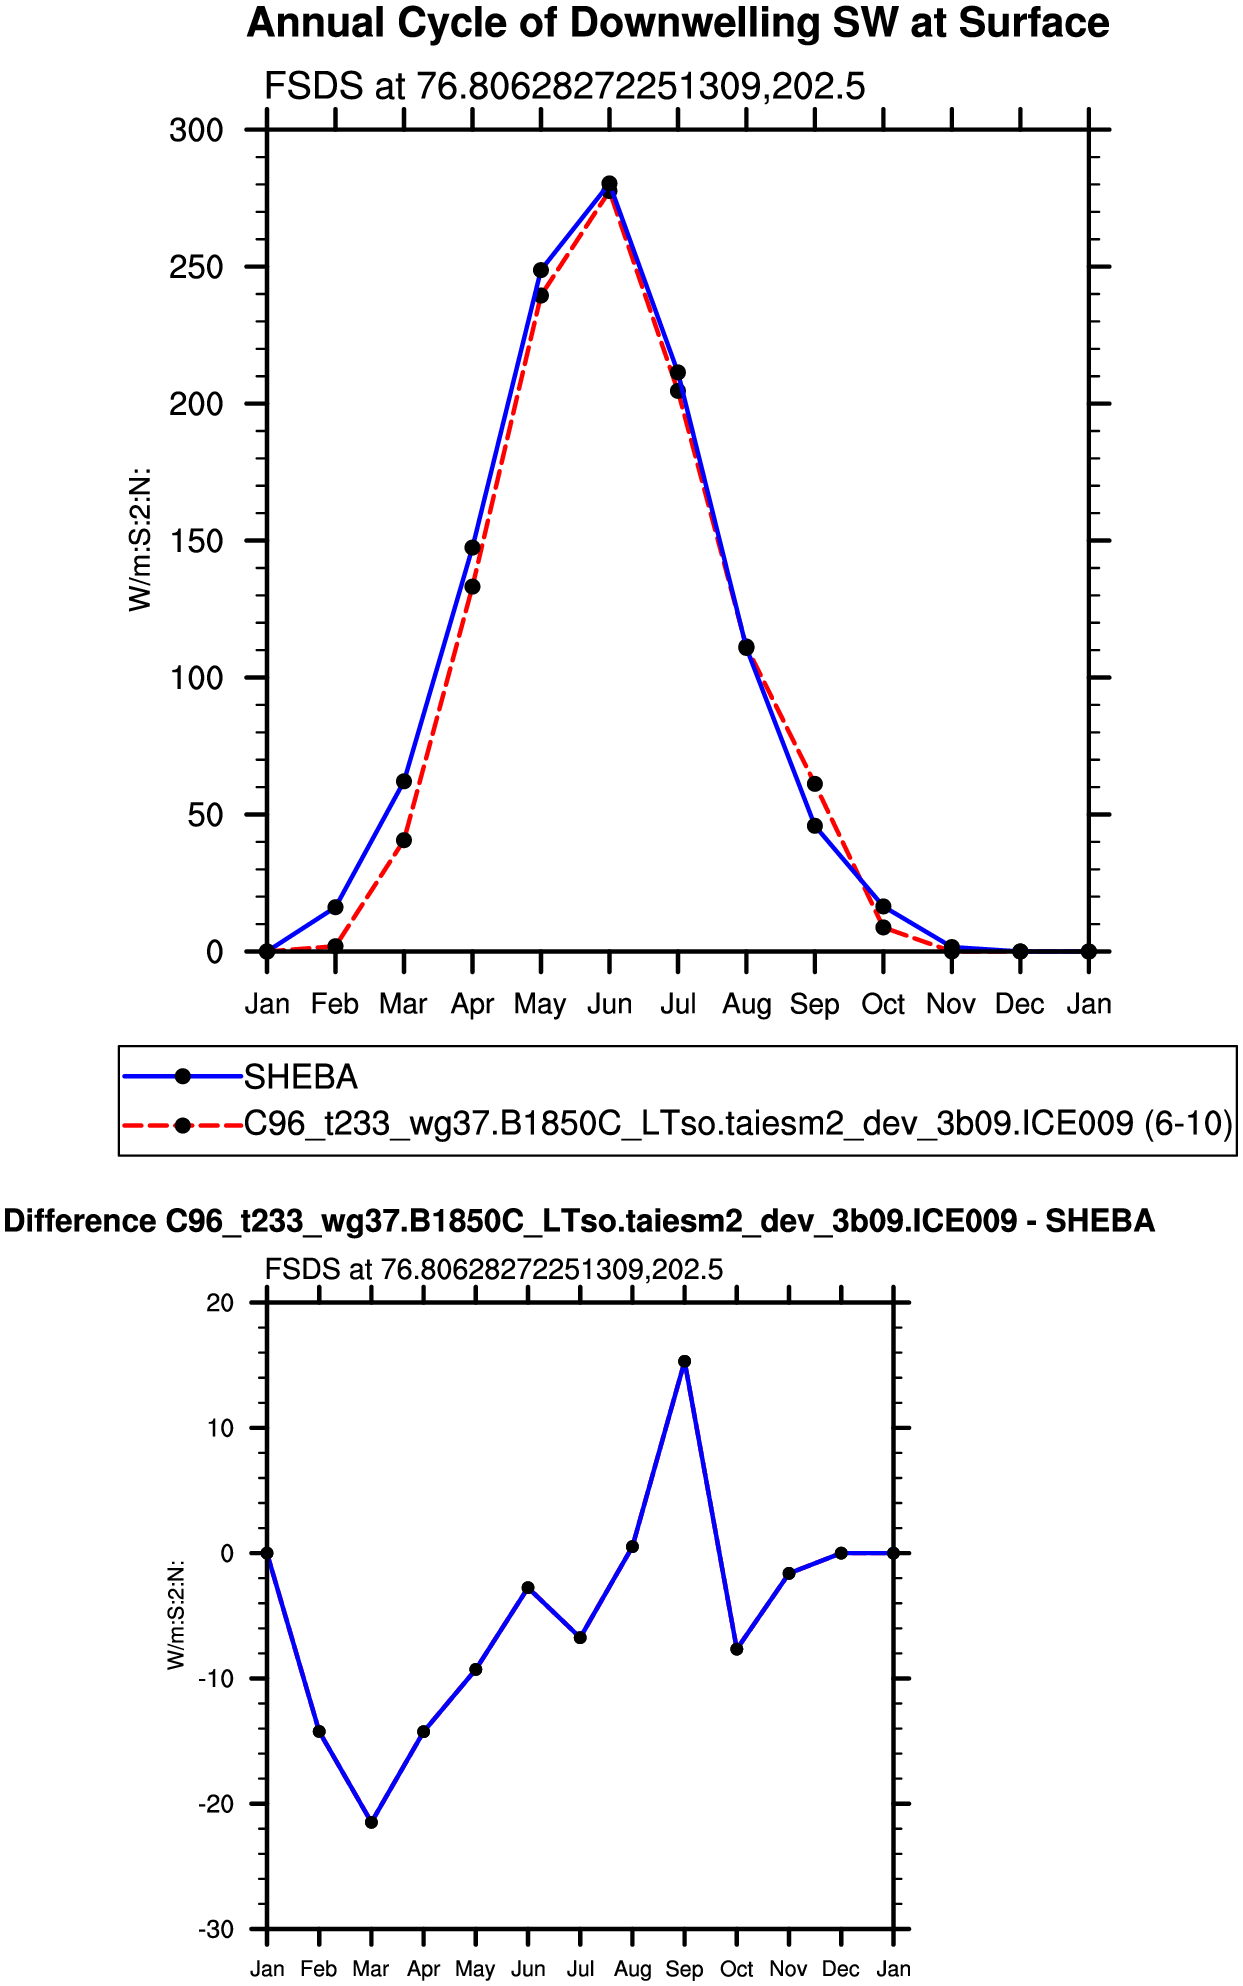 Annual Cycle of Downwelling SW at Surface
FSDS at 76.80628272251309,202.5
300
250
200
150
100
50
0
W/m:S:2:N:
Jan Feb Mar Apr May Jun Jul Aug Sep Oct Nov Dec Jan
SHEBA
C96_t233_wg37.B1850C_LTso.taiesm2_dev_3b09.ICE009 (6-10)
Difference C96_t233_wg37.B1850C_LTso.taiesm2_dev_3b09.ICE009 - SHEBA
FSDS at 76.80628272251309,202.5
20
10
0
-10
-20
-30
W/m:S:2:N:
Jan Feb Mar Apr May Jun Jul Aug Sep Oct Nov Dec Jan